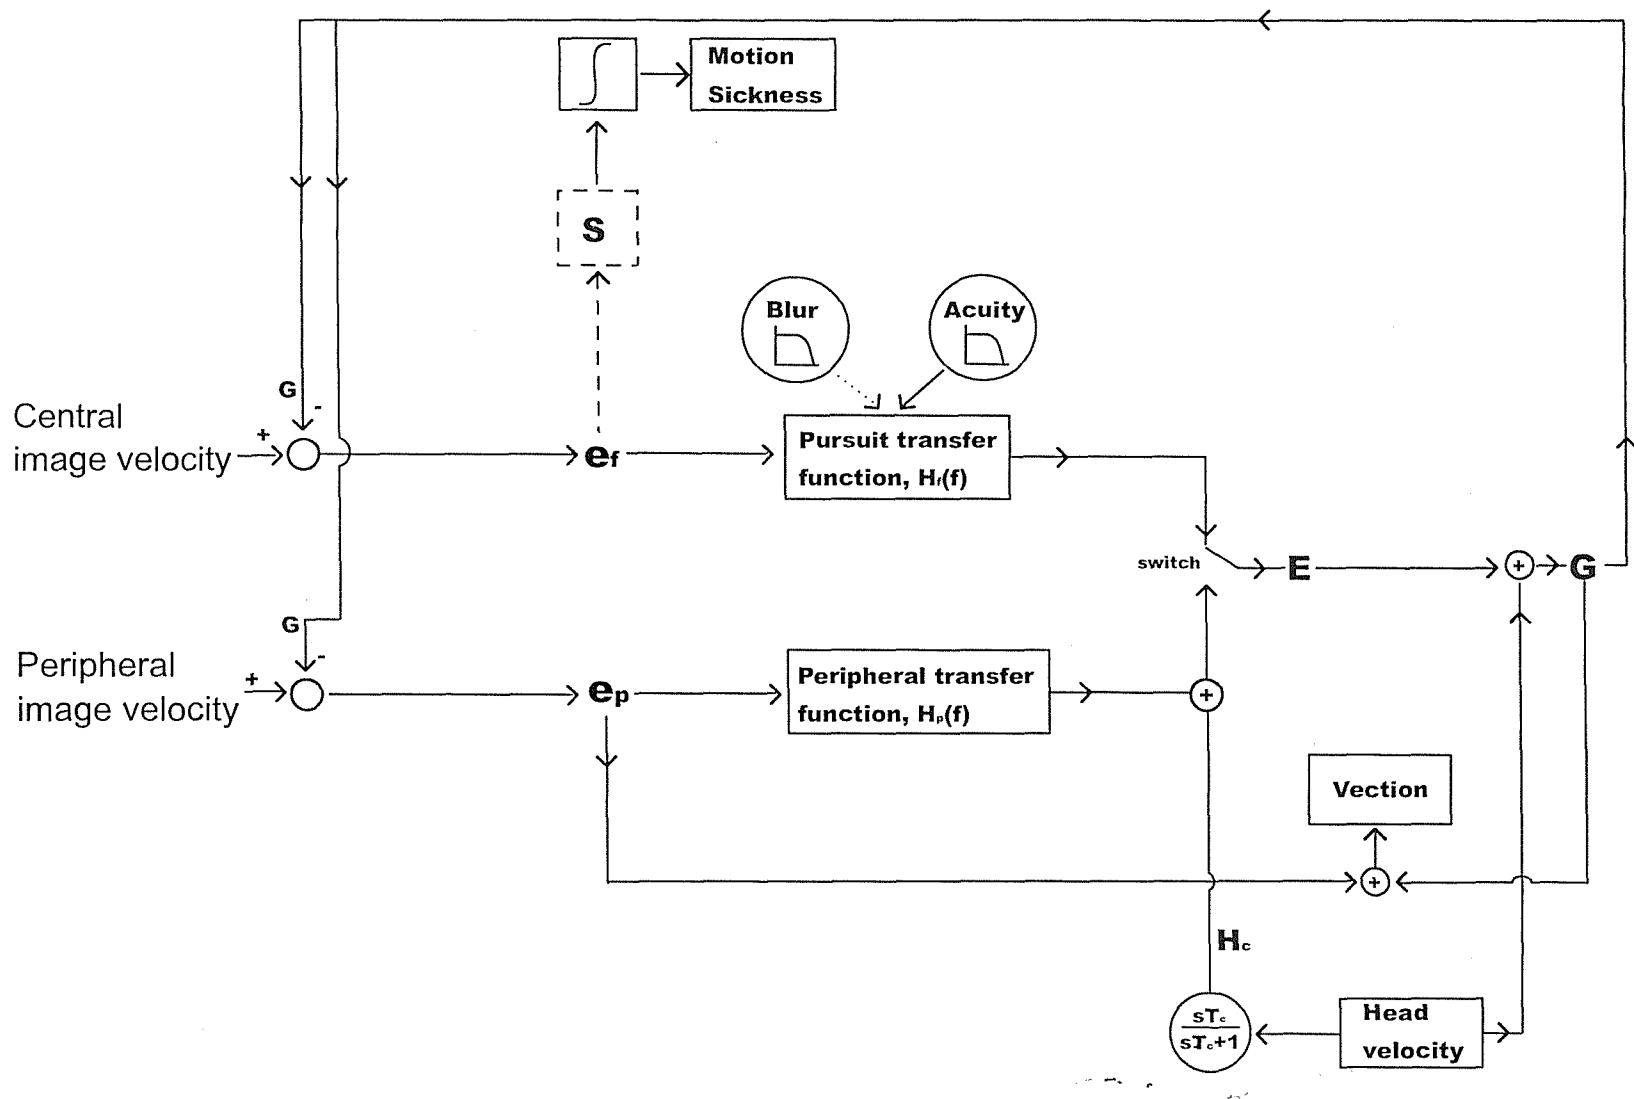 Motion
Sickness
∫
S
Blur
Acuity
G
-
+
Central
image velocity
ef
Pursuit transfer
function, Hf(f)
switch
E
+
G
G
-
+
Peripheral
image velocity
ep
Peripheral transfer
function, Hp(f)
+
Vection
+
Hc
sTc
sTc+1
Head
velocity